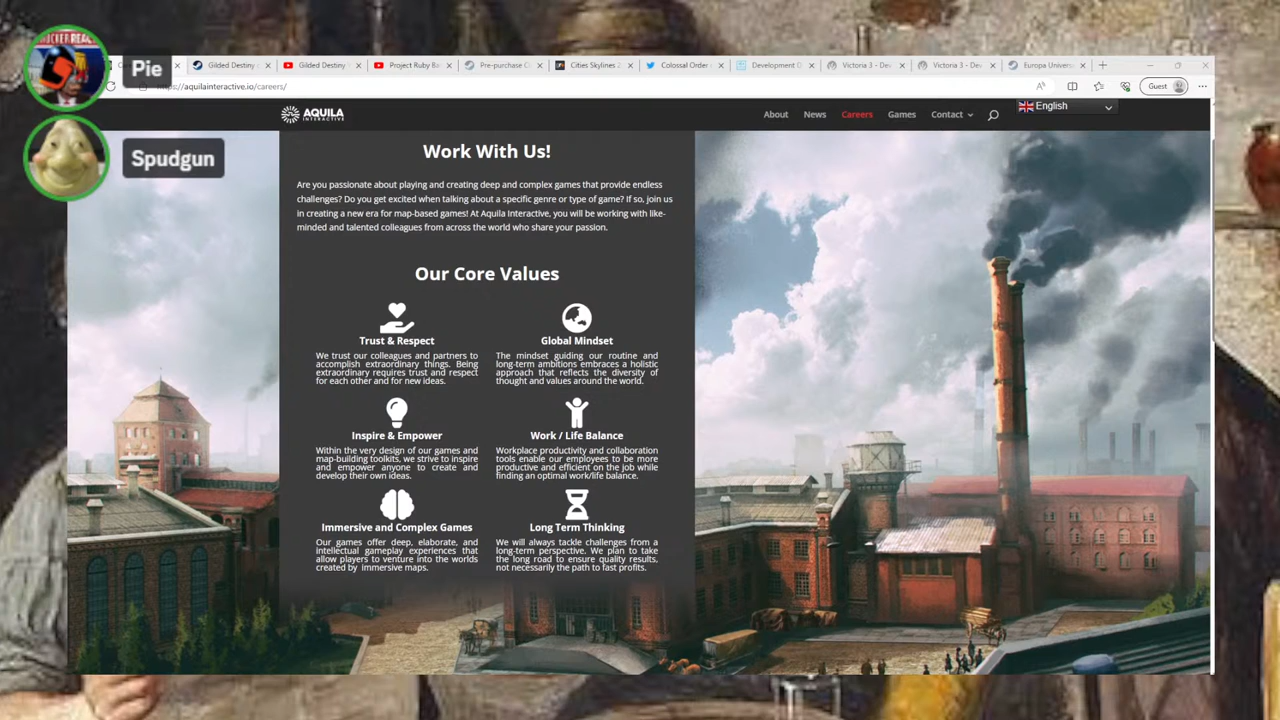 Pie
Spudgun
Gilded Destiny
Gilded Destiny
Project Ruby Ba
Pre-purchase C
Cities Skylines 2
Colossal Order
Development D
Victoria 3 - Dev
Victoria 3 - Dev
Europa Univers
https://aquilainteractive.io/careers/
Guest
AQUILA
INTERACTIVE
About News Careers Games Contact
English
Work With Us!
Are you passionate about playing and creating deep and complex games that provide endless
challenges? Do you get excited when talking about a specific genre or type of game? If so, join us
in creating a new era for map-based games! At Aquila Interactive, you will be working with like-
minded and talented colleagues from across the world who share your passion.
Our Core Values
Trust & Respect
We trust our colleagues and partners to
accomplish extraordinary things. Being
extraordinary requires trust and respect
for each other and for new ideas.
Global Mindset
The mindset guiding our routine and
long-term ambitions embraces a holistic
approach that reflects the diversity of
thought and values around the world.
Inspire & Empower
Within the very design of our games and
map-building toolkits, we strive to inspire
and empower anyone to create and
develop their own ideas.
Work / Life Balance
Workplace productivity and collaboration
tools enable our employees to be more
productive and efficient on the job while
finding an optimal work/life balance.
Immersive and Complex Games
Our games offer deep, elaborate, and
intellectual gameplay experiences that
allow players to venture into the worlds
created by immersive maps.
Long Term Thinking
We will always tackle challenges from a
long-term perspective. We plan to take
the long road to ensure quality results,
not necessarily the path to fast profits.